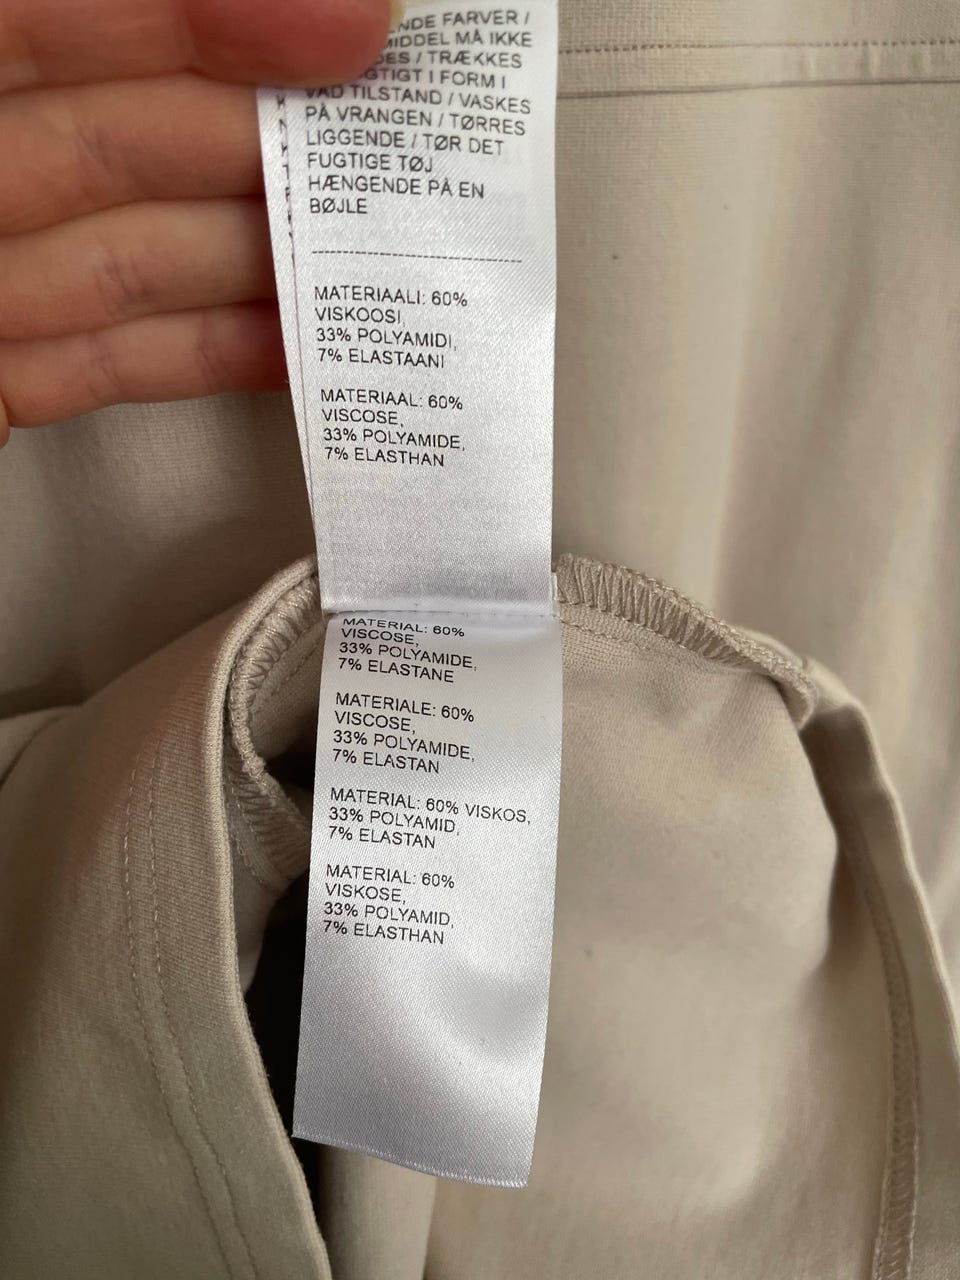 FARVER /
MÅ IKKE
/ TRÆKKES
I FORM I
VÅD TILSTAND / VASKES
PÅ VRANGEN / TØRRES
LIGGENDE / TØR DET
FUGTIGE TØJ
HÆNGENDE PÅ EN
BØJLE
MATERIAALI: 60%
VISKOOSI,
33% POLYAMIDI,
7% ELASTAANI
MATERIAAL: 60%
VISCOSE,
33% POLYAMIDE,
7% ELASTHAN
MATERIAL: 60%
VISCOSE,
33% POLYAMIDE,
7% ELASTANE
MATERIALE: 60%
VISCOSE,
33% POLYAMIDE,
7% ELASTAN
MATERIAL: 60% VISKOS,
33% POLYAMID,
7% ELASTAN
MATERIAL: 60%
VISKOSE,
33% POLYAMID,
7% ELASTHAN